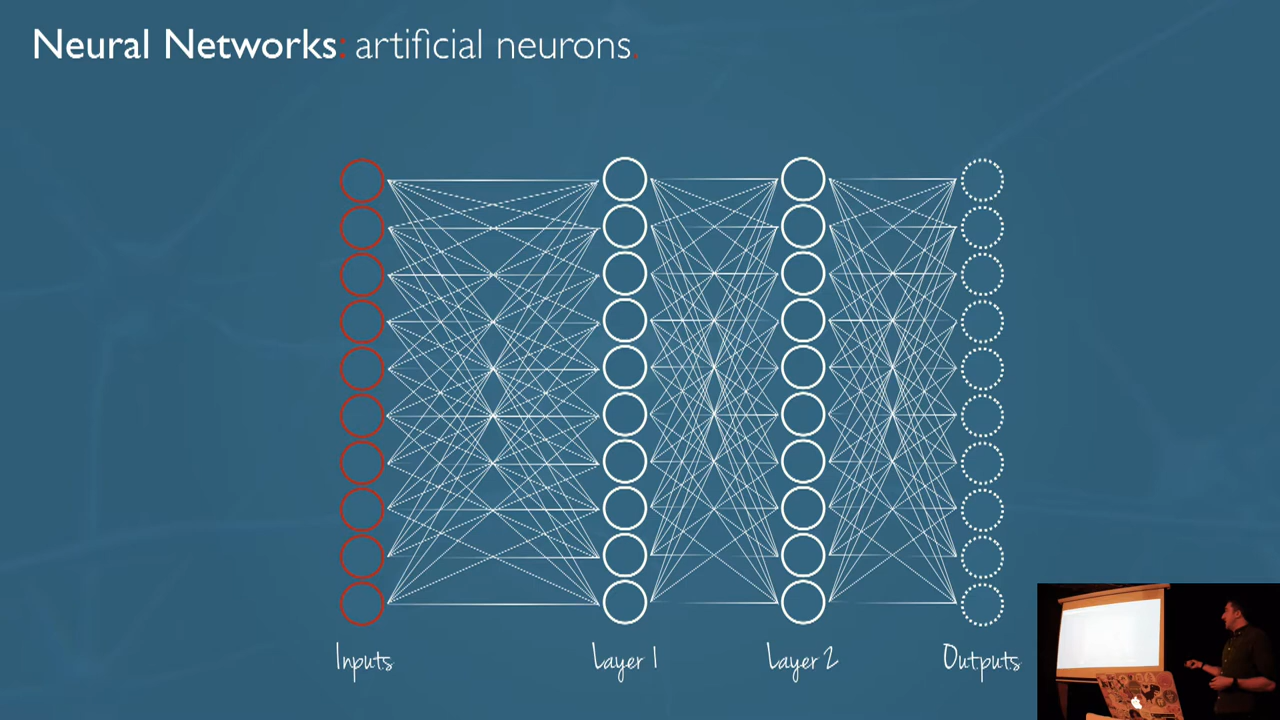 Neural Networks: artificial neurons.
Inputs
Layer 1
Layer 2
Outputs